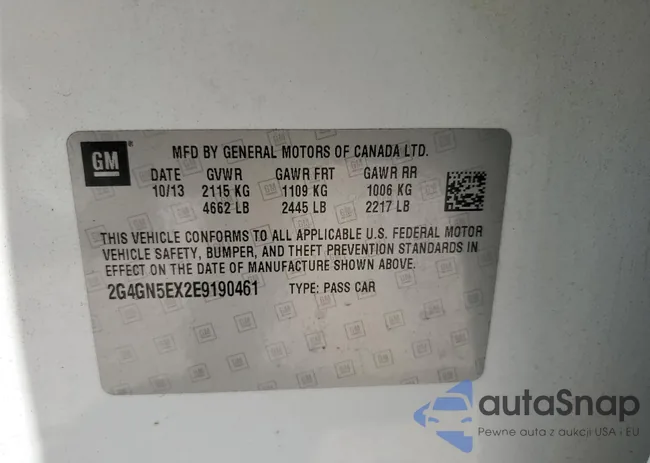 GM
MFD BY GENERAL MOTORS OF CANADA LTD.
DATE GVWR GAWR FRT GAWR RR
10/13 2115 KG 1109 KG 1006 KG
4662 LB 2445 LB 2217 LB
THIS VEHICLE CONFORMS TO ALL APPLICABLE U.S. FEDERAL MOTOR
VEHICLE SAFETY, BUMPER, AND THEFT PREVENTION STANDARDS IN
EFFECT ON THE DATE OF MANUFACTURE SHOWN ABOVE.
2G4GN5EX2E9190461 TYPE: PASS CAR
autaSnap
Pewne auta z aukcji USA i EU